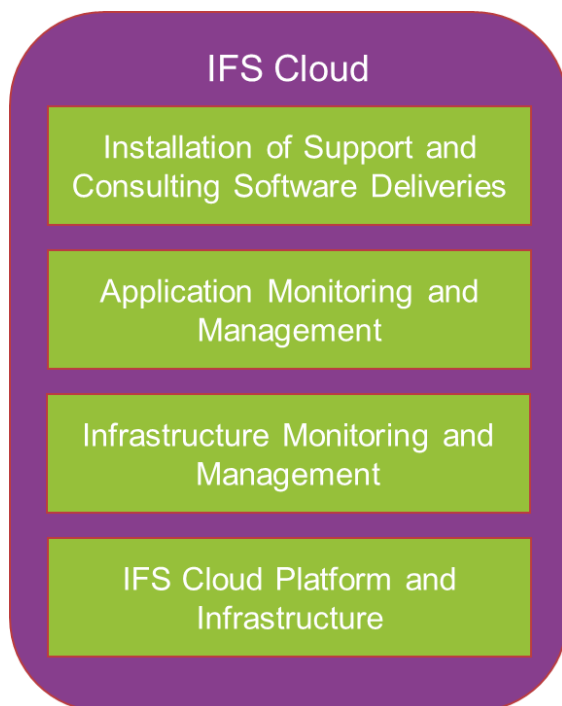 IFS Cloud
Installation of Support and
Consulting Software Deliveries
Application Monitoring and
Management
Infrastructure Monitoring and
Management
IFS Cloud Platform and
Infrastructure